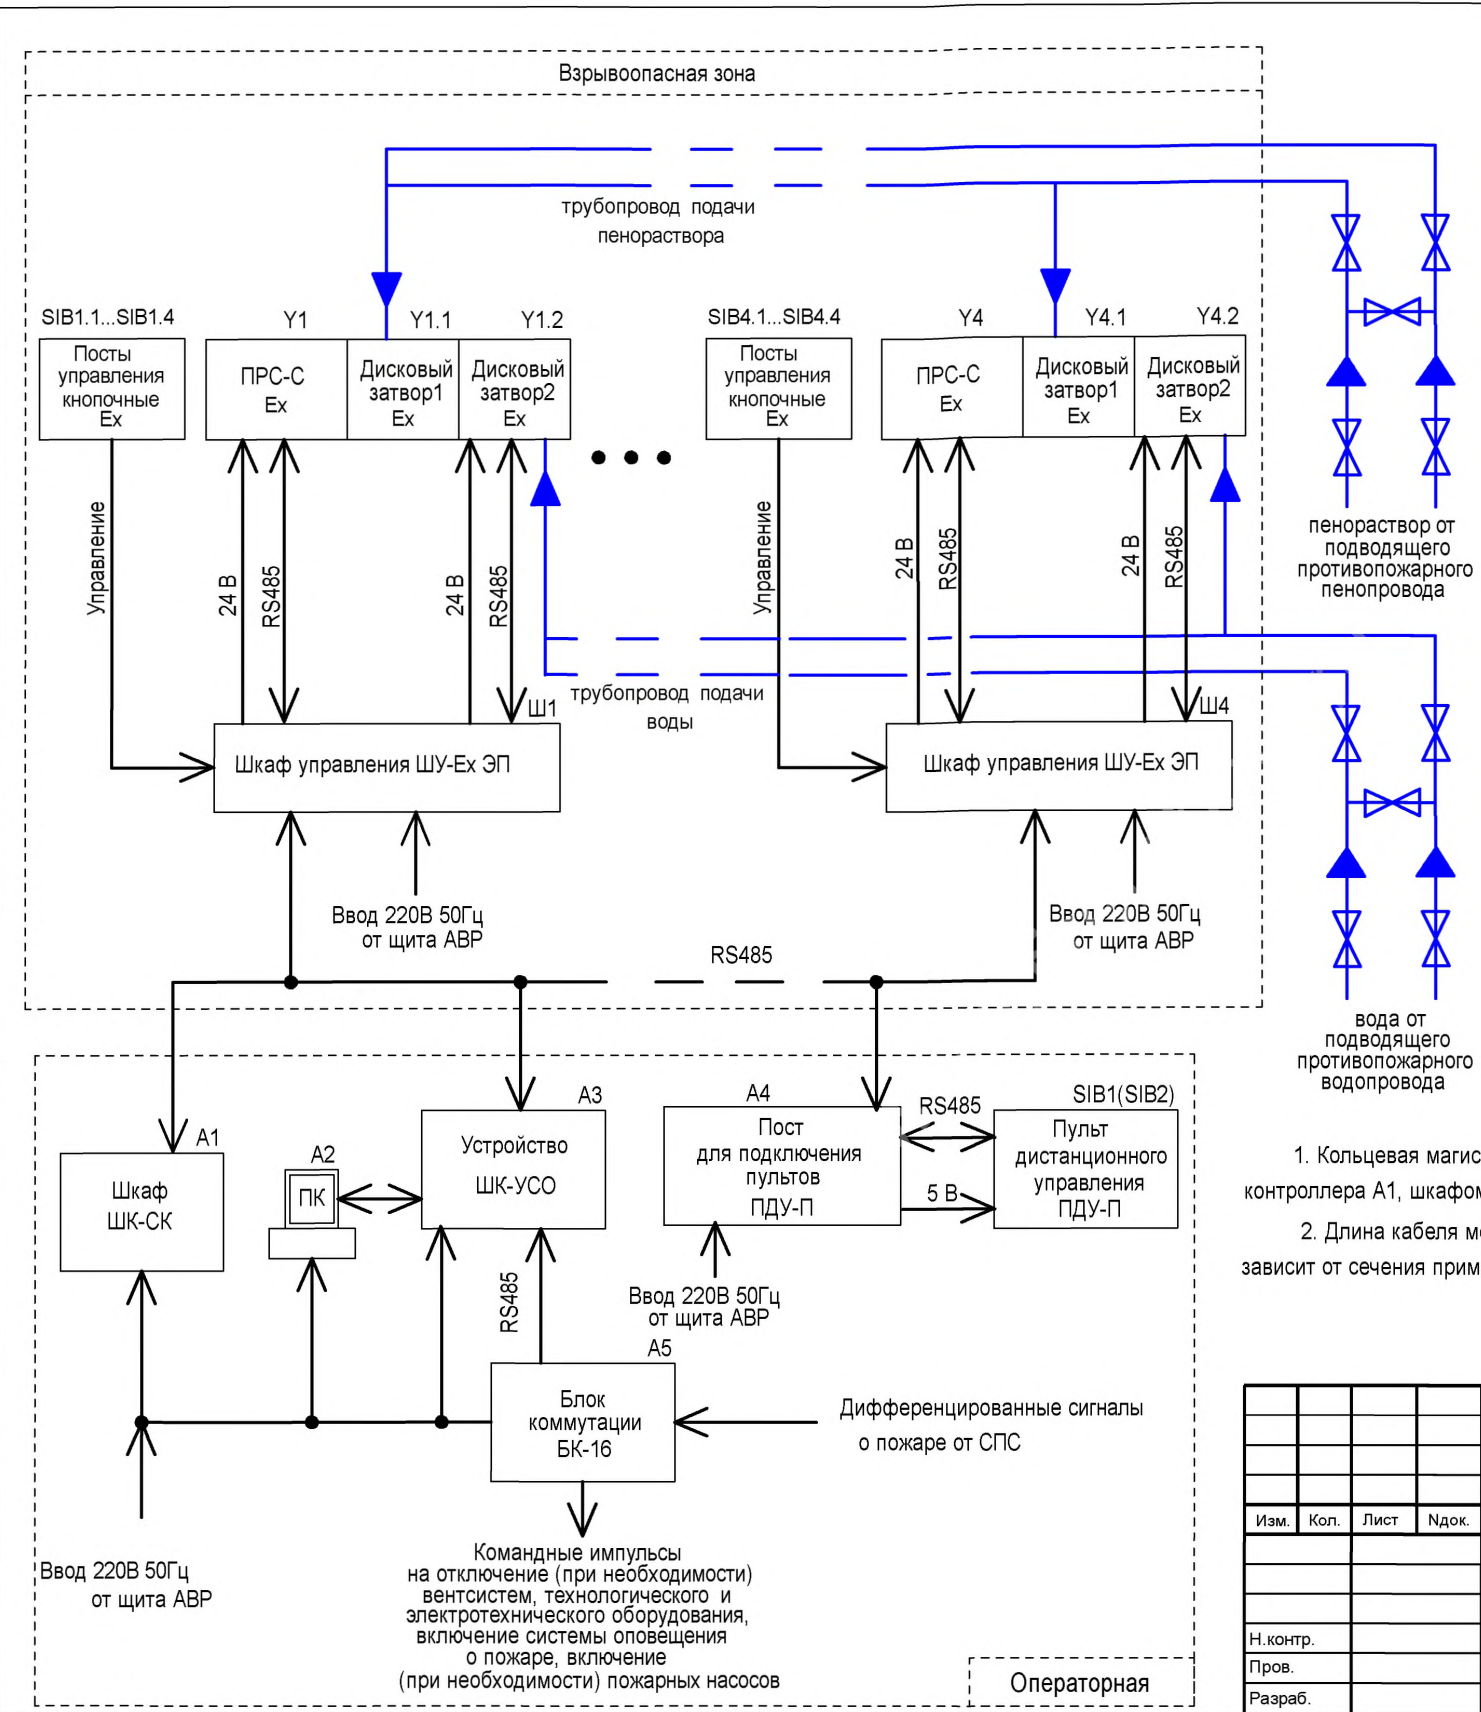 Взрывоопасная зона
трубопровод подачи
пенораствора
SIB1.1...SIB1.4
Y1
Y1.1
Y1.2
SIB4.1...SIB4.4
Y4
Y4.1
Y4.2
Посты
управления
кнопочные
Ex
ПРС-С
Ex
Дисковый
затвор1
Ex
Дисковый
затвор2
Ex
Посты
управления
кнопочные
Ex
ПРС-С
Ex
Дисковый
затвор1
Ex
Дисковый
затвор2
Ex
Управление
24 В
RS485
24 В
RS485
Управление
24 В
RS485
24 В
RS485
пенораствор от
подводящего
противопожарного
пенопровода
трубопровод подачи
воды
Ш1
Ш4
Шкаф управления ШУ-Ex ЭП
Шкаф управления ШУ-Ex ЭП
Ввод 220В 50Гц
от щита АВР
Ввод 220В 50Гц
от щита АВР
RS485
вода от
подводящего
противопожарного
водопровода
А1
Шкаф
ШК-СК
А2
ПК
А3
Устройство
ШК-УСО
А4
Пост
для подключения
пультов
ПДУ-П
RS485
5 В
SIB1(SIB2)
Пульт
дистанционного
управления
ПДУ-П
1. Кольцевая магис
контроллера А1, шкафом
2. Длина кабеля ме
зависит от сечения прим
RS485
Ввод 220В 50Гц
от щита АВР
А5
Блок
коммутации
БК-16
Дифференцированные сигналы
о пожаре от СПС
Ввод 220В 50Гц
от щита АВР
Командные импульсы
на отключение (при необходимости)
вентсистем, технологического и
электротехнического оборудования,
включение системы оповещения
о пожаре, включение
(при необходимости) пожарных насосов
Операторная
Изм. Кол. Лист Nдок.
Н.контр.
Пров.
Разраб.